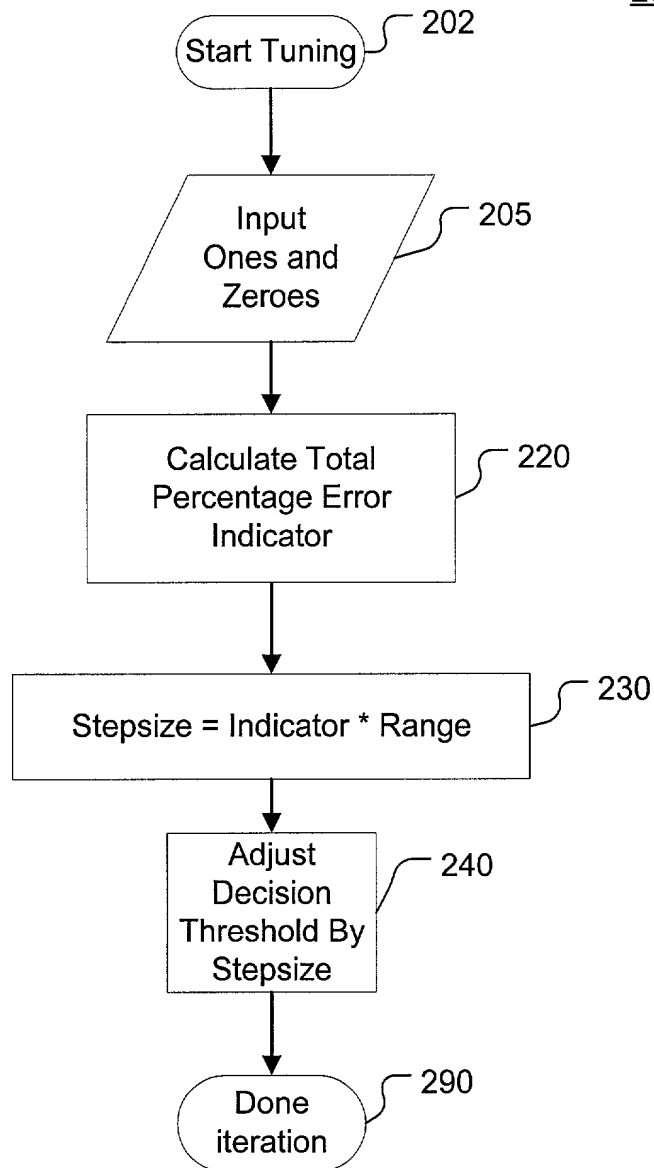 202
Start Tuning
Input
Ones and
Zeroes
205
Calculate Total
Percentage Error
Indicator
220
Stepsize = Indicator * Range
230
Adjust
Decision
Threshold By
Stepsize
240
Done
iteration
290